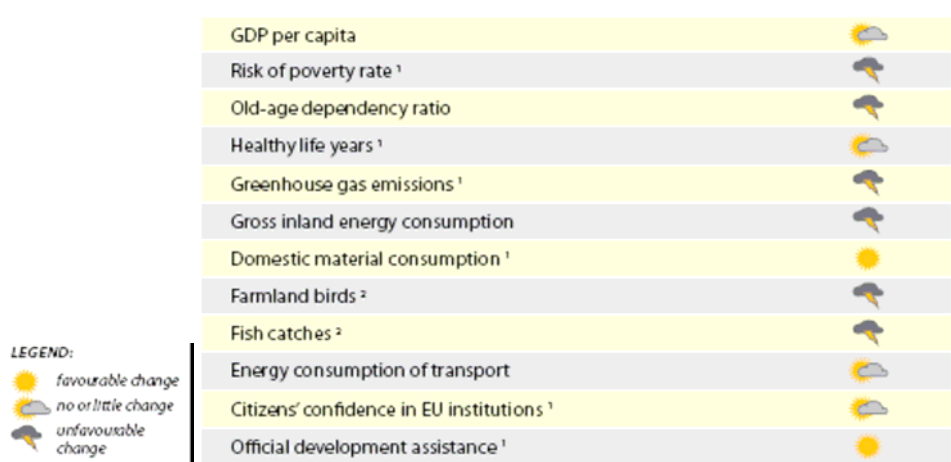 GDP per capita
Risk of poverty rate ¹
Old-age dependency ratio
Healthy life years ¹
Greenhouse gas emissions ¹
Gross inland energy consumption
Domestic material consumption ¹
Farmland birds ²
Fish catches ²
Energy consumption of transport
Citizens' confidence in EU institutions ¹
Official development assistance ¹
LEGEND:
favourable change
no or little change
unfavourable
change